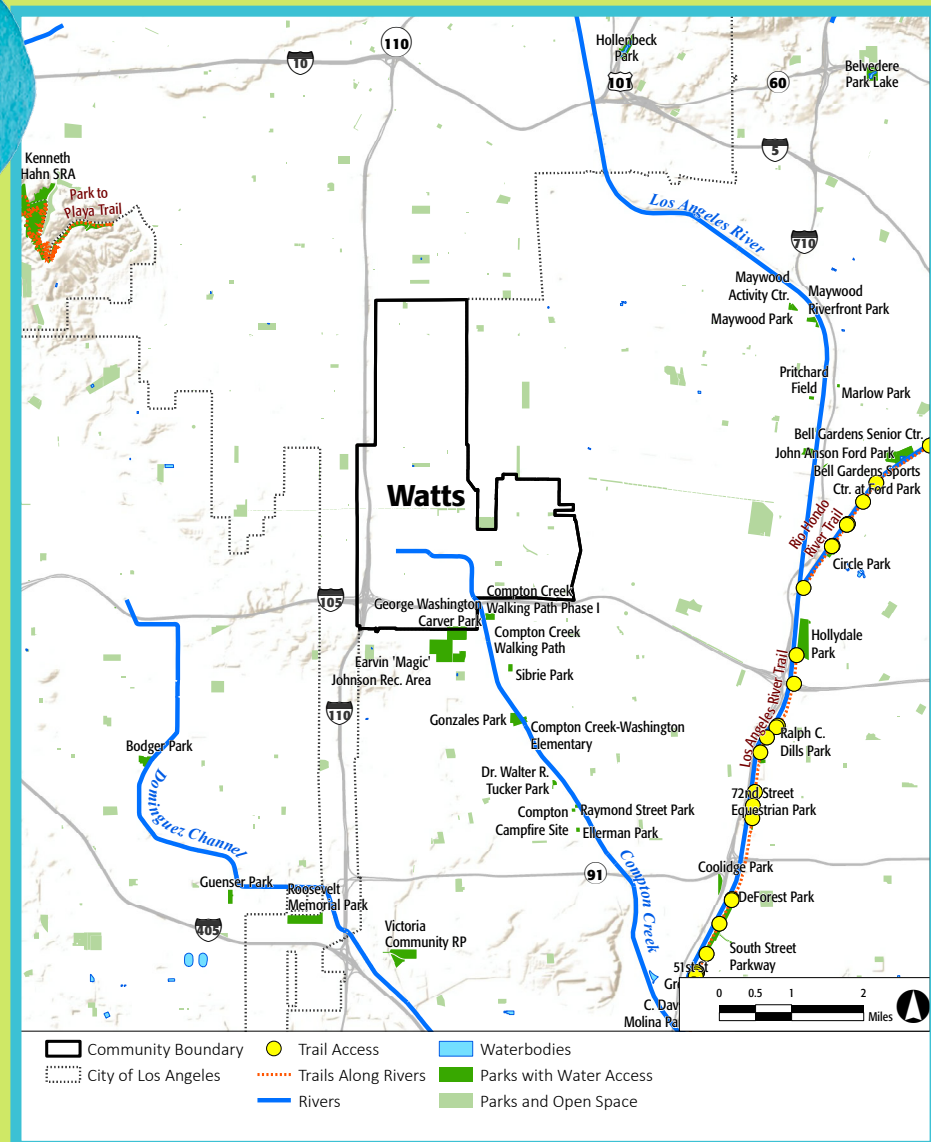 110
Hollenbeck
Park
10
Belvedere
Park Lake
101
60
5
Kenneth
Hahn SRA
Park to
Playa Trail
Los Angeles River
710
Maywood
Activity Ctr.
Maywood
Riverfront Park
Maywood Park
Pritchard
Field
Marlow Park
Bell Gardens Senior Ctr.
John Anson Ford Park
Bell Gardens Sports
Ctr. at Ford Park
Watts
Rio Hondo
River Trail
Circle Park
105
Compton Creek
Walking Path Phase I
George Washington
Carver Park
Compton Creek
Walking Path
Hollydale
Park
Earvin 'Magic'
Johnson Rec. Area
Sibrie Park
Los Angeles River Trail
110
Gonzales Park
Compton Creek-Washington
Elementary
Ralph C.
Dills Park
Bodger Park
Dominguez Channel
Dr. Walter R.
Tucker Park
72nd Street
Equestrian Park
Raymond Street Park
Compton
Campfire Site
Ellerman Park
Compton Creek
91
Coolidge Park
Guenser Park
Roosevelt
Memorial Park
DeForest Park
405
Victoria
Community RP
South Street
Parkway
51st St
Gr
C. Dav
Molina Pa
0 0.5 1 2
Miles
Community Boundary
City of Los Angeles
Trail Access
Trails Along Rivers
Rivers
Waterbodies
Parks with Water Access
Parks and Open Space